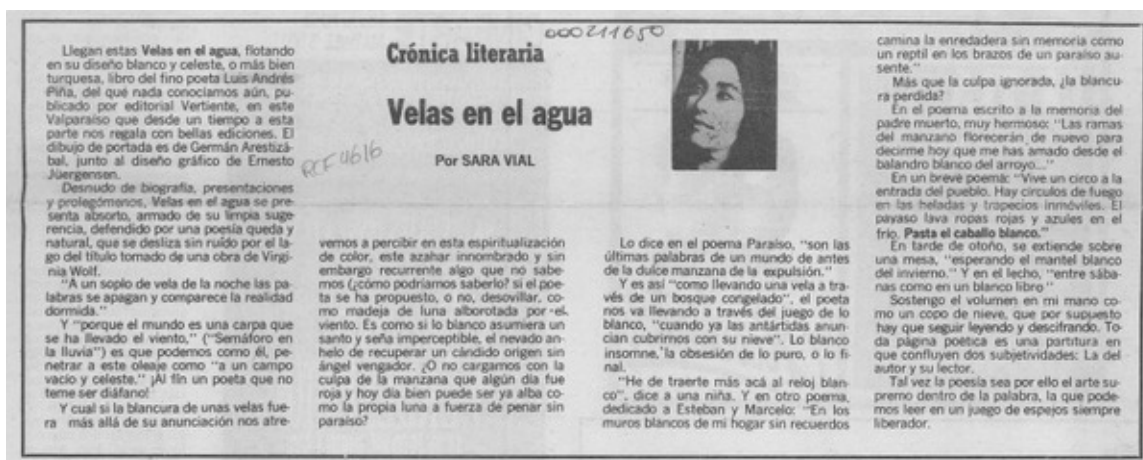 000211650
Crónica literaria
Velas en el agua
Por SARA VIAL
RCF 4616
Llegan estas Velas en el agua, flotando
en su diseño blanco y celeste, o más bien
turquesa, libro del fino poeta Luis Andrés
Piña, del que nada conocíamos aún, pu-
blicado por editorial Vertiente, en este
Valparaíso que desde un tiempo a esta
parte nos regala con bellas ediciones. El
dibujo de portada es de Germán Arestizá-
bal, junto al diseño gráfico de Ernesto
Jüergensen.
Desnudo de biografía, presentaciones
y prolegómenos, Velas en el agua se pre-
senta absorto, armado de su limpia suge-
rencia, defendido por una poesía queda y
natural, que se desliza sin ruido por el la-
go del título tomado de una obra de Virgi-
nia Wolf.
"A un soplo de vela de la noche las pa-
labras se apagan y comparece la realidad
dormida."
Y "porque el mundo es una carpa que
se ha llevado el viento," ("Semáforo en
la lluvia") es que podemos como él, pe-
netrar a este oleaje como "a un campo
vacío y celeste." ¡Al fin un poeta que no
teme ser diáfano!
Y cual si la blancura de unas velas fue-
ra más allá de su anunciación nos atre-
vemos a percibir en esta espiritualización
de color, este azahar innombrado y sin
embargo recurrente algo que no sabe-
mos (¿cómo podríamos saberlo? si el poe-
ta se ha propuesto, o no, desovillar, co-
mo madeja de luna alborotada por el
viento. Es como si lo blanco asumiera un
santo y seña imperceptible, el nevado an-
helo de recuperar un cándido origen sin
ángel vengador. ¿O no cargamos con la
culpa de la manzana que algún día fue
roja y hoy día bien puede ser ya alba co-
mo la propia luna a fuerza de penar sin
paraíso?
Lo dice en el poema Paraíso, "son las
últimas palabras de un mundo de antes
de la dulce manzana de la expulsión."
Y es así "como llevando una vela a tra-
vés de un bosque congelado", el poeta
nos va llevando a través del juego de lo
blanco, "cuando ya las antártidas anun-
cian cubrirnos con su nieve". Lo blanco
insomne, la obsesión de lo puro, o lo fi-
nal.
"He de traerte más acá al reloj blan-
co", dice a una niña. Y en otro poema,
dedicado a Esteban y Marcelo: "En los
muros blancos de mi hogar sin recuerdos
camina la enredadera sin memoria como
un reptil en los brazos de un paraíso au-
sente."
Más que la culpa ignorada, ¿la blancu-
ra perdida?
En el poema escrito a la memoria del
padre muerto, muy hermoso: "Las ramas
del manzano florecerán de nuevo para
decirme hoy que me has amado desde el
balandro blanco del arroyo..."
En un breve poema: "Vive un circo a la
entrada del pueblo. Hay círculos de fuego
en las heladas y trapecios inmóviles. El
payaso lava ropas rojas y azules en el
frío. Pasta el caballo blanco."
En tarde de otoño, se extiende sobre
una mesa, "esperando el mantel blanco
del invierno." Y en el lecho, "entre sába-
nas como en un blanco libro"
Sostengo el volumen en mi mano co-
mo un copo de nieve, que por supuesto
hay que seguir leyendo y descifrando. To-
da página poética es una partitura en
que confluyen dos subjetividades: La del
autor y su lector.
Tal vez la poesía sea por ello el arte su-
premo dentro de la palabra, la que pode-
mos leer en un juego de espejos siempre
liberador.